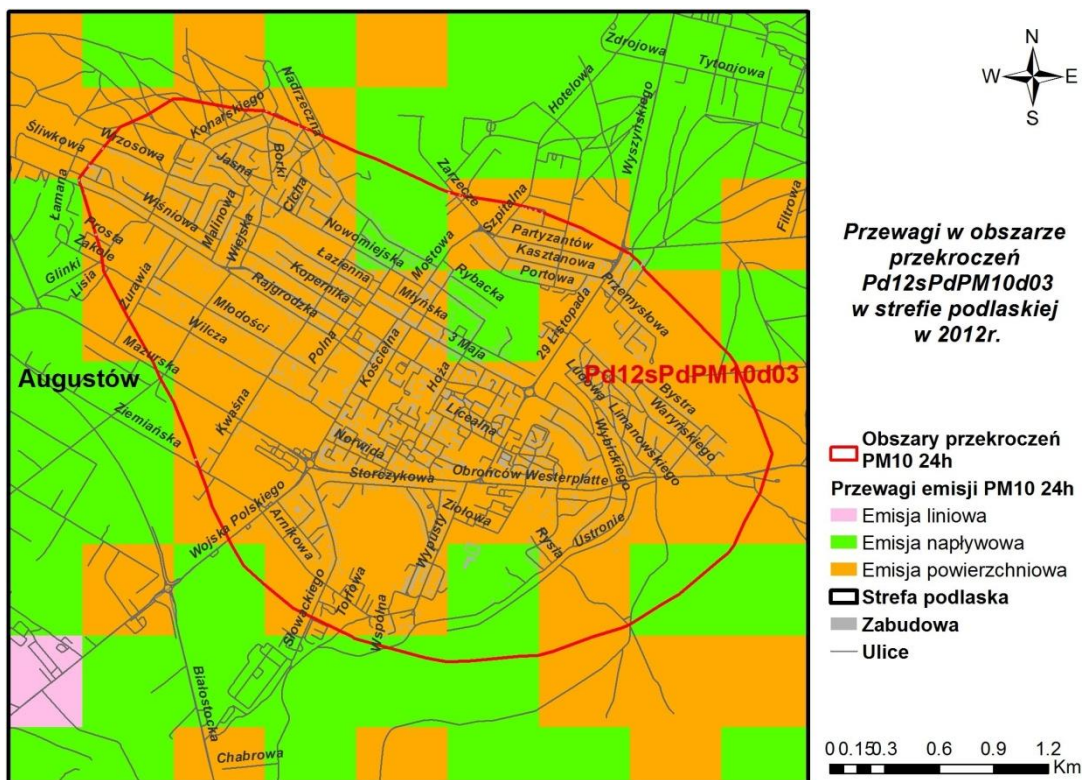 N
W E
S
Przewagi w obszarze
przekroczeń
Pd12sPdPM10d03
w strefie podlaskiej
w 2012r.
Obszary przekroczeń
PM10 24h
Przewagi emisji PM10 24h
Emisja liniowa
Emisja napływowa
Emisja powierzchniowa
Strefa podlaska
Zabudowa
Ulice
0 0.15 0.3 0.6 0.9 1.2
Km
Augustów
Pd12sPdPM10d03
Zdrojowa
Tytoniowa
Hotelowa
Wyszyńskiego
Nadrzeczna
Konarskiego
Śliwkowa
Wrzosowa
Jasna
Borki
Cicha
Zarzecze
Szpitalna
Filtrowa
Łamana
Wiśniowa
Malinowa
Wiejska
Nowomiejska
Mostowa
Partyzantów
Kasztanowa
Portowa
Prosta
Zakole
Glinki
Lisia
Żurawia
Rajgrodzka
Kopernika
Łazienna
Młyńska
Rybacka
Przemysłowa
29 Listopada
Młodości
Wilcza
Polna
Kościelna
3 Maja
Hoża
Mazurska
Ziemiańska
Kwaśna
Licealna
Ludowa
Bystra
Waryńskiego
Limanowskiego
Wybickiego
Norwida
Storczykowa
Obrońców Westerplatte
Wojska Polskiego
Arnikowa
Ziołowa
Wypusty
Rysia
Ustronie
Słowackiego
Torfowa
Wspólna
Białostocka
Chabrowa